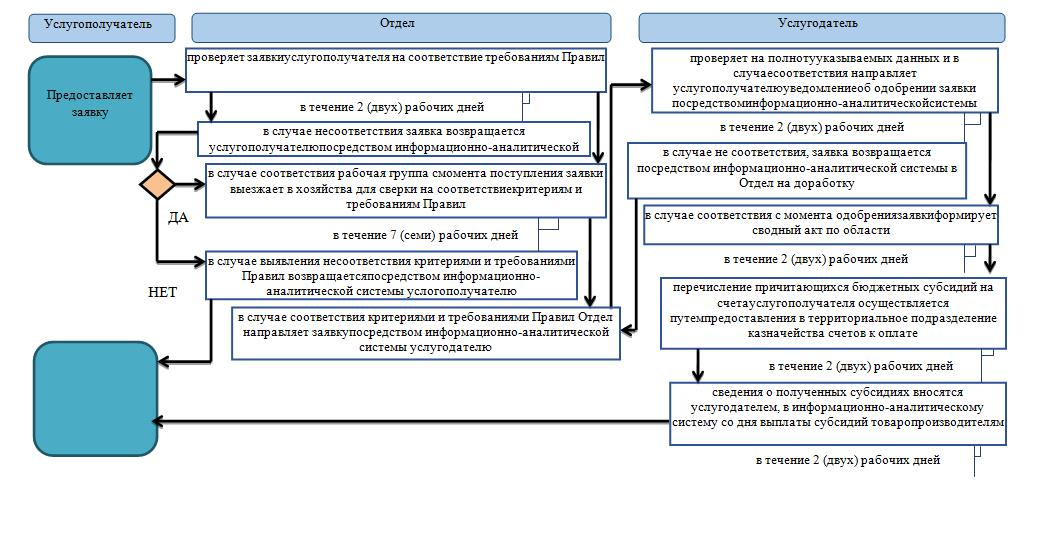 Услугополучатель
Отдел
Услугодатель
Предоставляет
заявку
ДА
НЕТ
проверяет заявкиуслугополучателя на соответствие требованиям Правил
в течение 2 (двух) рабочих дней
в случае несоответствия заявка возвращается
услугополучателюпосредством информационно-аналитической
в случае соответствия рабочая группа смомента поступления заявки
выезжает в хозяйства для сверки на соответствиекритериям и
требованиям Правил
в течение 7 (семи) рабочих дней
в случае выявления несоответствия критериями и требованиями
Правил возвращаетсяпосредством информационно-
аналитической системы услогополучателю
в случае соответствия критериями и требованиями Правил Отдел
направляет заявкупосредством информационно-аналитической
системы услугодателю
проверяет на полнотууказываемых данных и в
случаесоответствия направляет
услугополучателюуведомлениеоб одобрении заявки
посредствоминформационно-аналитическойсистемы
в течение 2 (двух) рабочих дней
в случае не соответствия, заявка возвращается
посредством информационно-аналитической системы в
Отдел на доработку
в случае соответствия с момента одобрениязаявкиформирует
сводный акт по области
в течение 2 (двух) рабочих дней
перечисление причитающихся бюджетных субсидий на
счетауслугополучателя осуществляется
путемпредоставления в территориальное подразделение
казначейства счетов к оплате
в течение 2 (двух) рабочих дней
сведения о полученных субсидиях вносятся
услугодателем, в информационно-аналитическую
систему со дня выплаты субсидий товаропроизводителям
в течение 2 (двух) рабочих дней